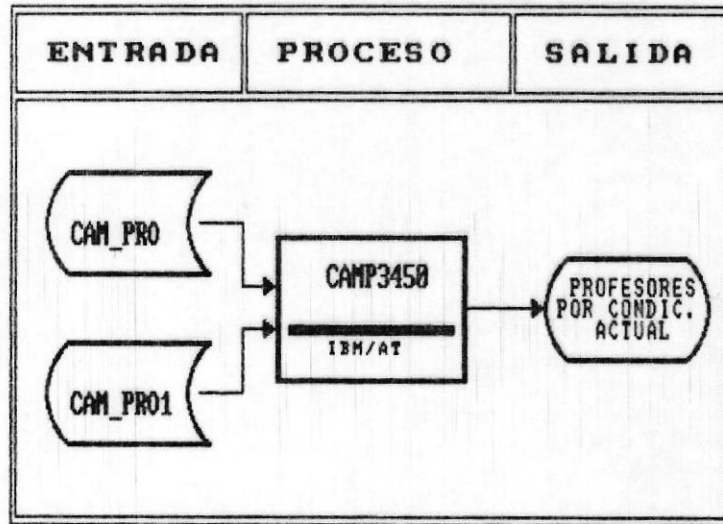 ENTRADA
PROCESO
SALIDA
CAM_PRO
CAM_PRO1
CAMP3450
IBM/AT
PROFESORES
POR CONDIC.
ACTUAL